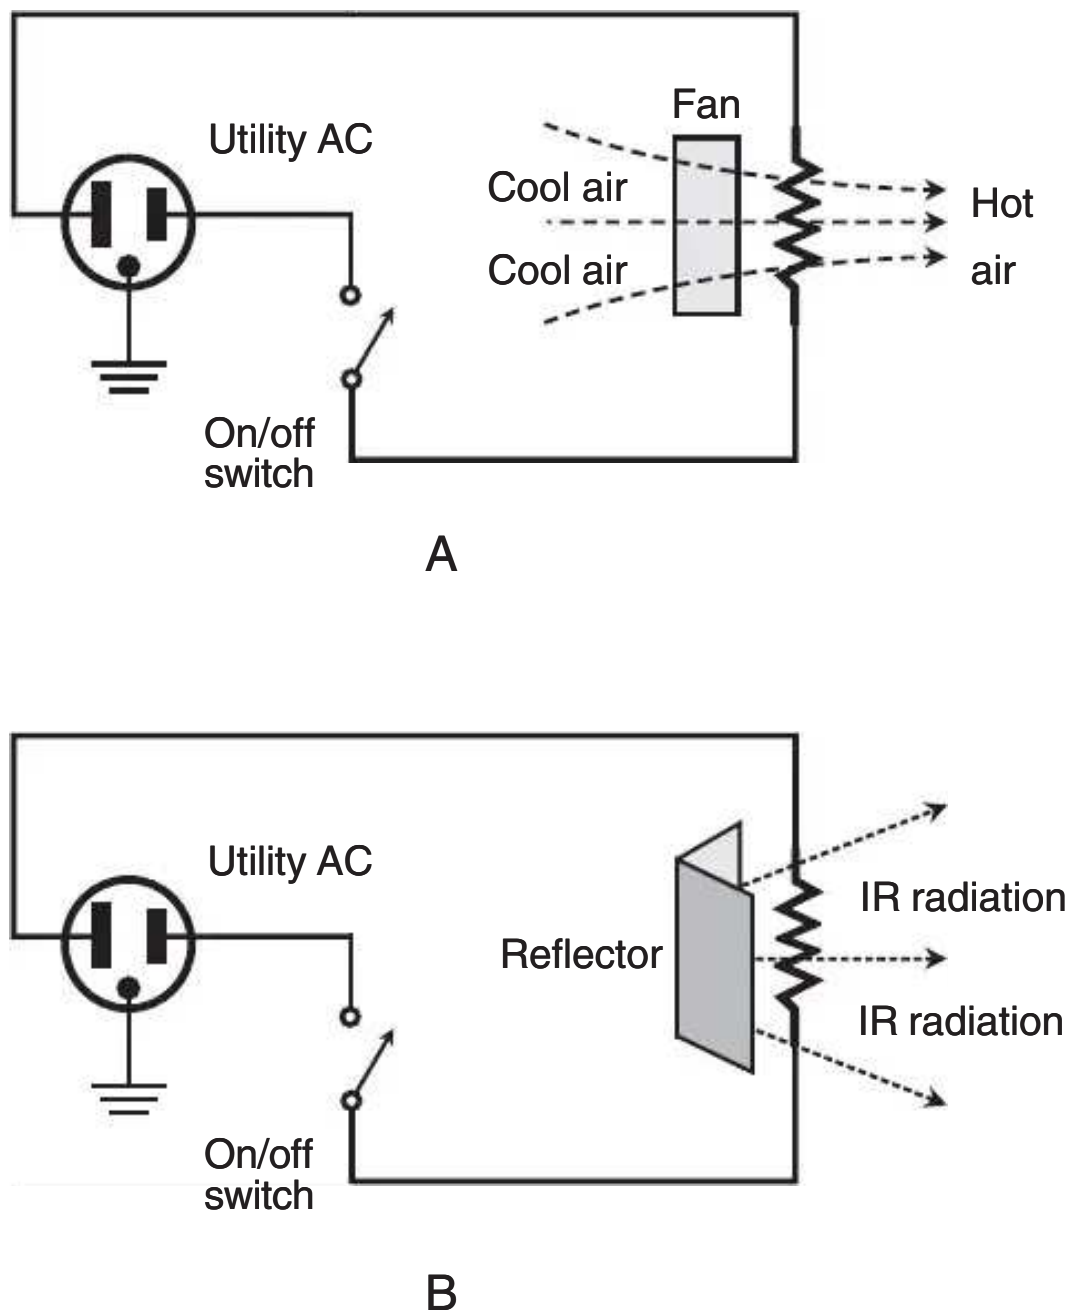 Fan
Utility AC
Cool air
Hot
Cool air
air
On/off
switch
A
Utility AC
IR radiation
Reflector
IR radiation
On/off
switch
B